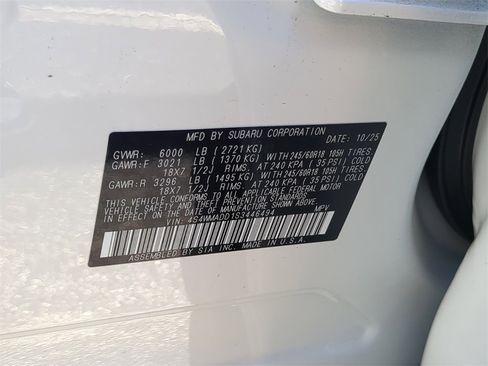 MFD BY SUBARU CORPORATION DATE: 10/25
GVWR: 6000 LB ( 2721 KG)
GAWR:F 3021 LB ( 1370 KG) WITH 245/60R18 105H TIRES,
18X7 1/2J RIMS, AT 240 KPA ( 35 PSI) COLD
GAWR:R 3296 LB ( 1495 KG) WITH 245/60R18 105H TIRES,
18X7 1/2J RIMS, AT 240 KPA ( 35 PSI) COLD
THIS VEHICLE CONFORMS TO ALL APPLICABLE FEDERAL MOTOR
VEHICLE SAFETY STANDARDS
IN EFFECT ON THE DATE OF MANUFACTURE SHOWN ABOVE.
VIN: 4S4WMADD1S3446494 MPV
ASSEMBLED BY SIA INC. MADE IN U.S.A.